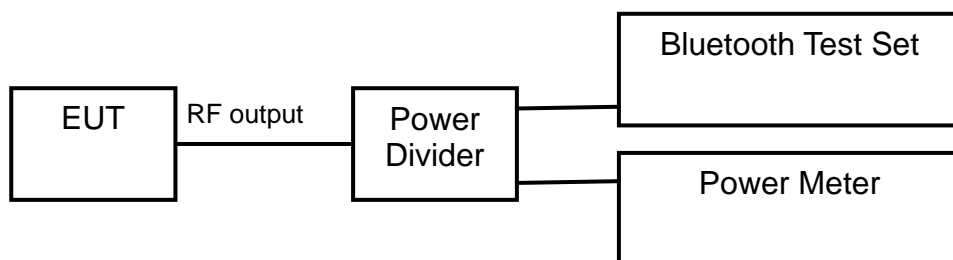 Bluetooth Test Set
EUT
RF output
Power
Divider
Power Meter